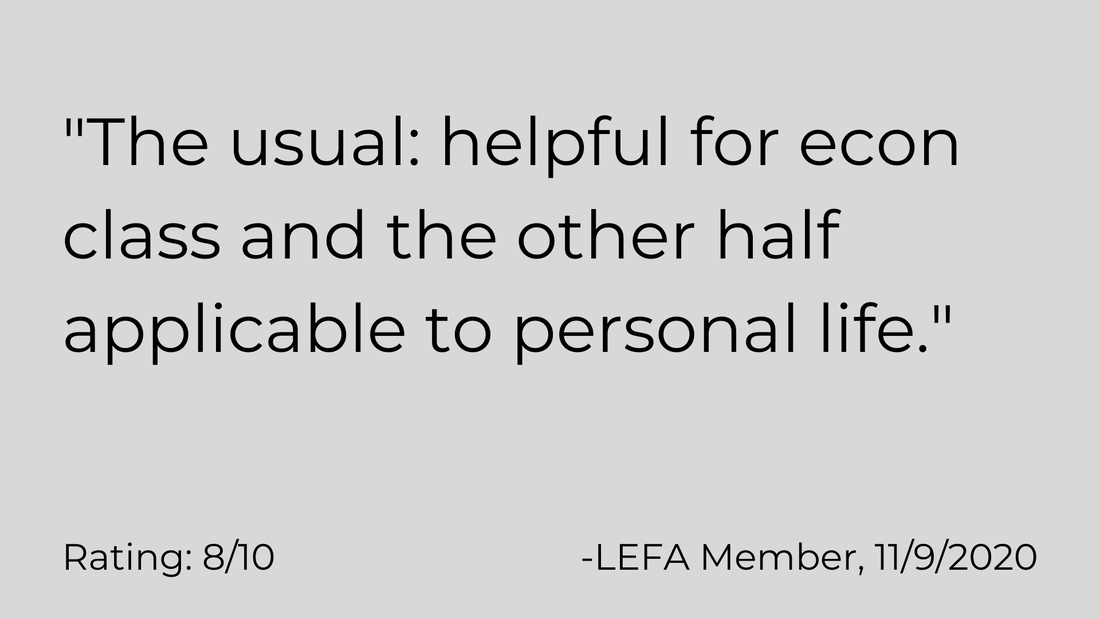 "The usual: helpful for econ
class and the other half
applicable to personal life."
Rating: 8/10
-LEFA Member, 11/9/2020